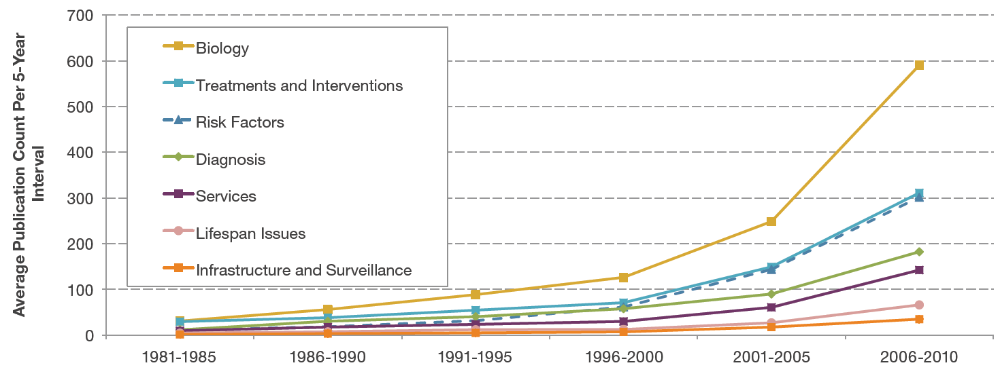 Average Publication Count Per 5-Year
Interval
700
600
500
400
300
200
100
0
Biology
Treatments and Interventions
Risk Factors
Diagnosis
Services
Lifespan Issues
Infrastructure and Surveillance
1981-1985
1986-1990
1991-1995
1996-2000
2001-2005
2006-2010